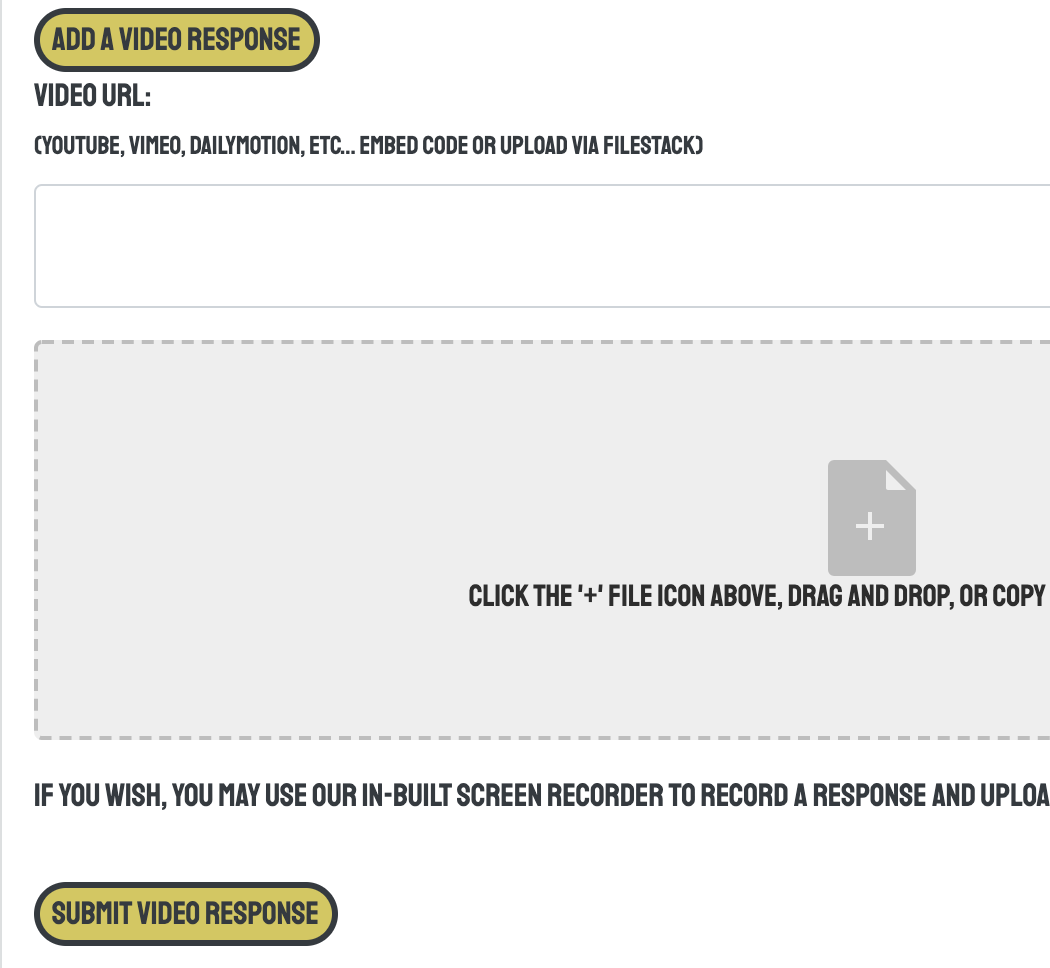 ADD A VIDEO RESPONSE
VIDEO URL:
(YOUTUBE, VIMEO, DAILYMOTION, ETC... EMBED CODE OR UPLOAD VIA FILESTACK)
CLICK THE '+' FILE ICON ABOVE, DRAG AND DROP, OR COPY
IF YOU WISH, YOU MAY USE OUR IN-BUILT SCREEN RECORDER TO RECORD A RESPONSE AND UPLOA
SUBMIT VIDEO RESPONSE